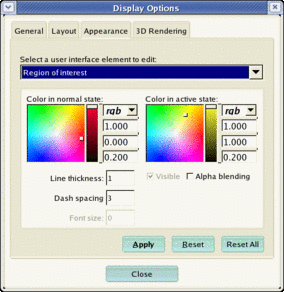 Display Options
General Layout Appearance 3D Rendering
Select a user interface element to edit:
Region of interest
Color in normal state: Color in active state:
rgb rgb
1.000 1.000
0.000 1.000
0.200 0.200
Line thickness: 1 Visible Alpha blending
Dash spacing 3
Font size: 0
Apply Reset Reset All
Close